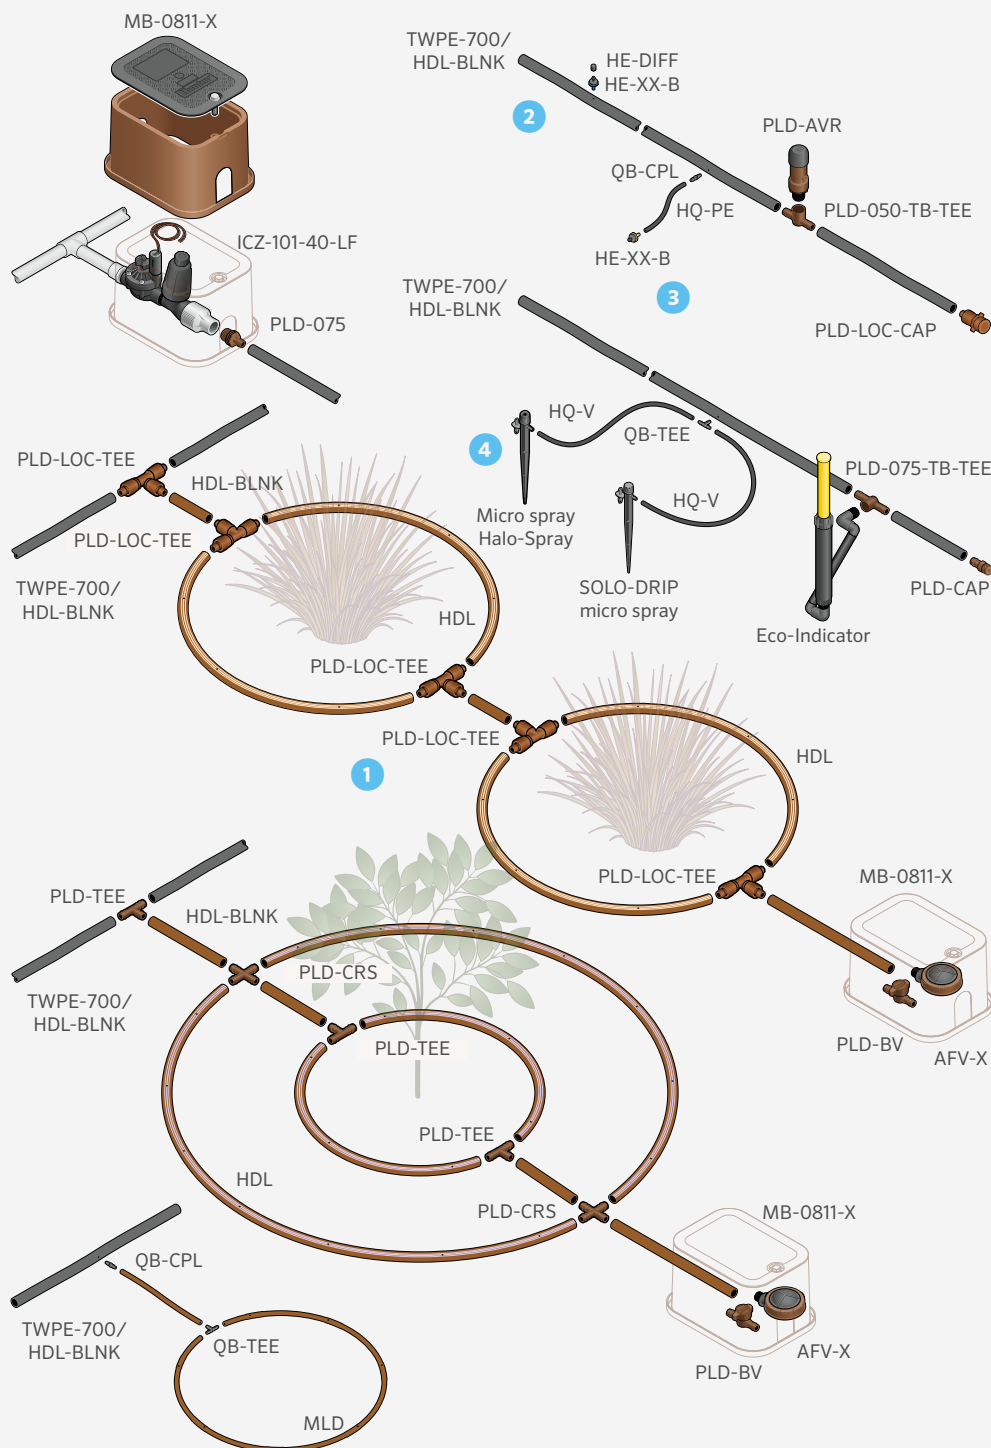 MB-0811-X
ICZ-101-40-LF
PLD-075
TWPE-700/
HDL-BLNK
HE-DIFF
HE-XX-B
2
PLD-AVR
QB-CPL
HQ-PE
PLD-050-TB-TEE
HE-XX-B
3
PLD-LOC-CAP
TWPE-700/
HDL-BLNK
HQ-V
4
QB-TEE
PLD-075-TB-TEE
HQ-V
Micro spray
Halo-Spray
SOLO-DRIP
micro spray
PLD-CAP
Eco-Indicator
PLD-LOC-TEE
HDL-BLNK
PLD-LOC-TEE
TWPE-700/
HDL-BLNK
HDL
PLD-LOC-TEE
PLD-LOC-TEE
1
HDL
PLD-LOC-TEE
MB-0811-X
PLD-BV
AFV-X
PLD-TEE
HDL-BLNK
PLD-CRS
TWPE-700/
HDL-BLNK
PLD-TEE
PLD-TEE
HDL
PLD-CRS
MB-0811-X
PLD-BV
AFV-X
QB-CPL
TWPE-700/
HDL-BLNK
QB-TEE
MLD